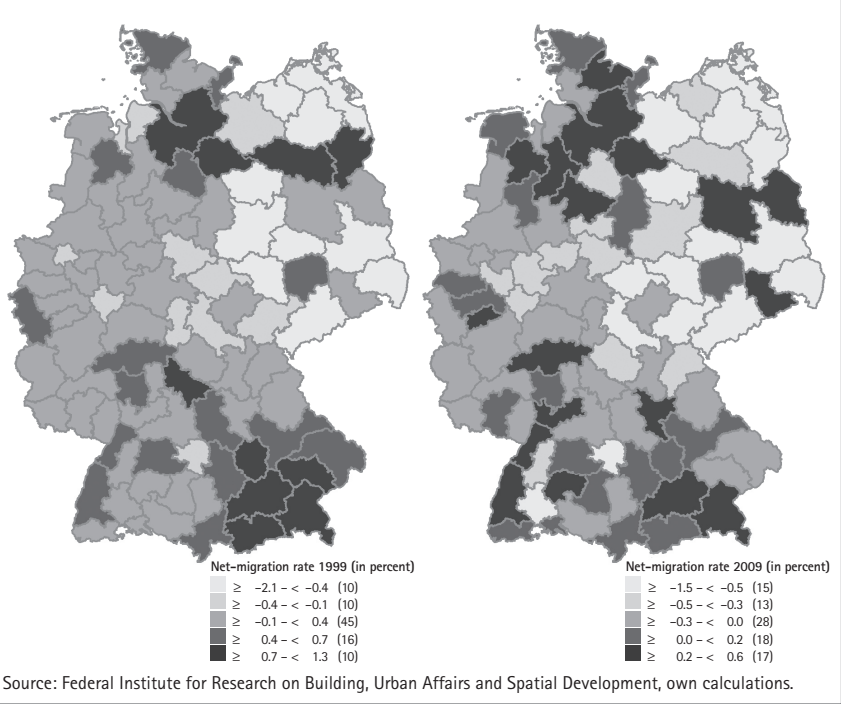 Net-migration rate 1999 (in percent)
≥ –2.1 – < –0.4 (10)
≥ –0.4 – < –0.1 (10)
≥ –0.1 – < 0.4 (45)
≥ 0.4 – < 0.7 (16)
≥ 0.7 – < 1.3 (10)
Net-migration rate 2009 (in percent)
≥ –1.5 – < –0.5 (15)
≥ –0.5 – < –0.3 (13)
≥ –0.3 – < 0.0 (28)
≥ 0.0 – < 0.2 (18)
≥ 0.2 – < 0.6 (17)
Source: Federal Institute for Research on Building, Urban Affairs and Spatial Development, own calculations.